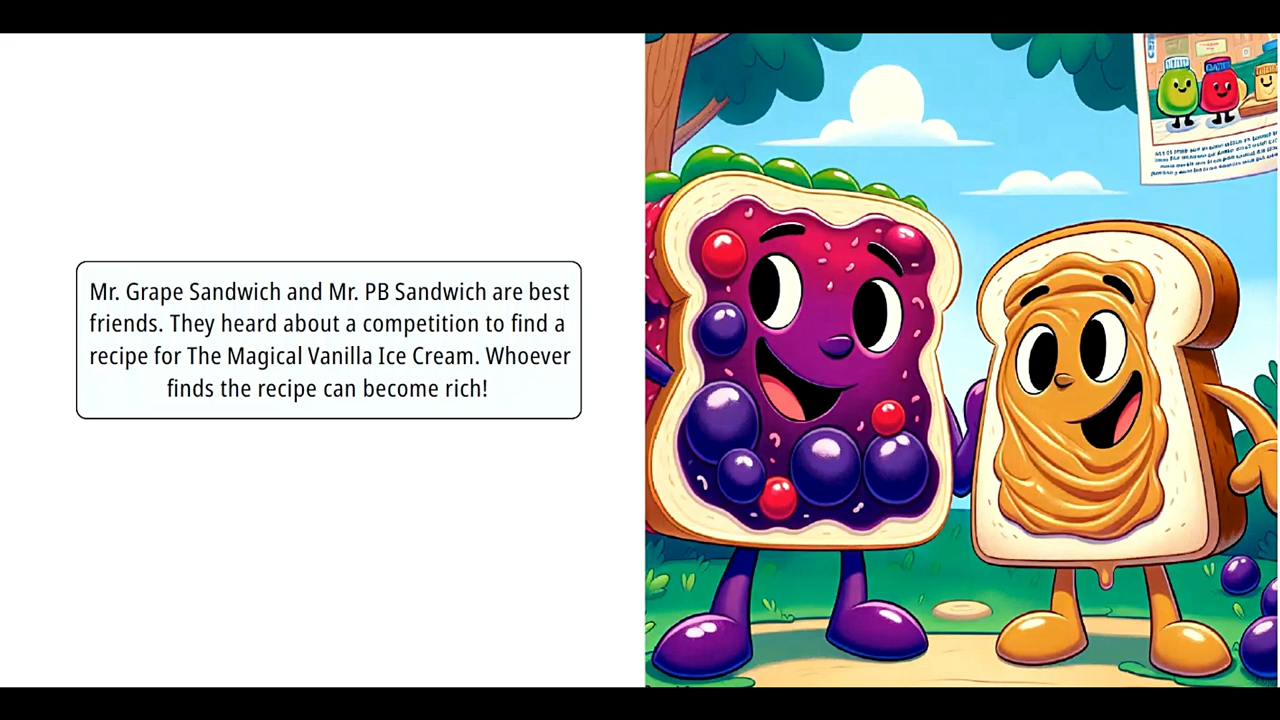 Mr. Grape Sandwich and Mr. PB Sandwich are best
friends. They heard about a competition to find a
recipe for The Magical Vanilla Ice Cream. Whoever
finds the recipe can become rich!